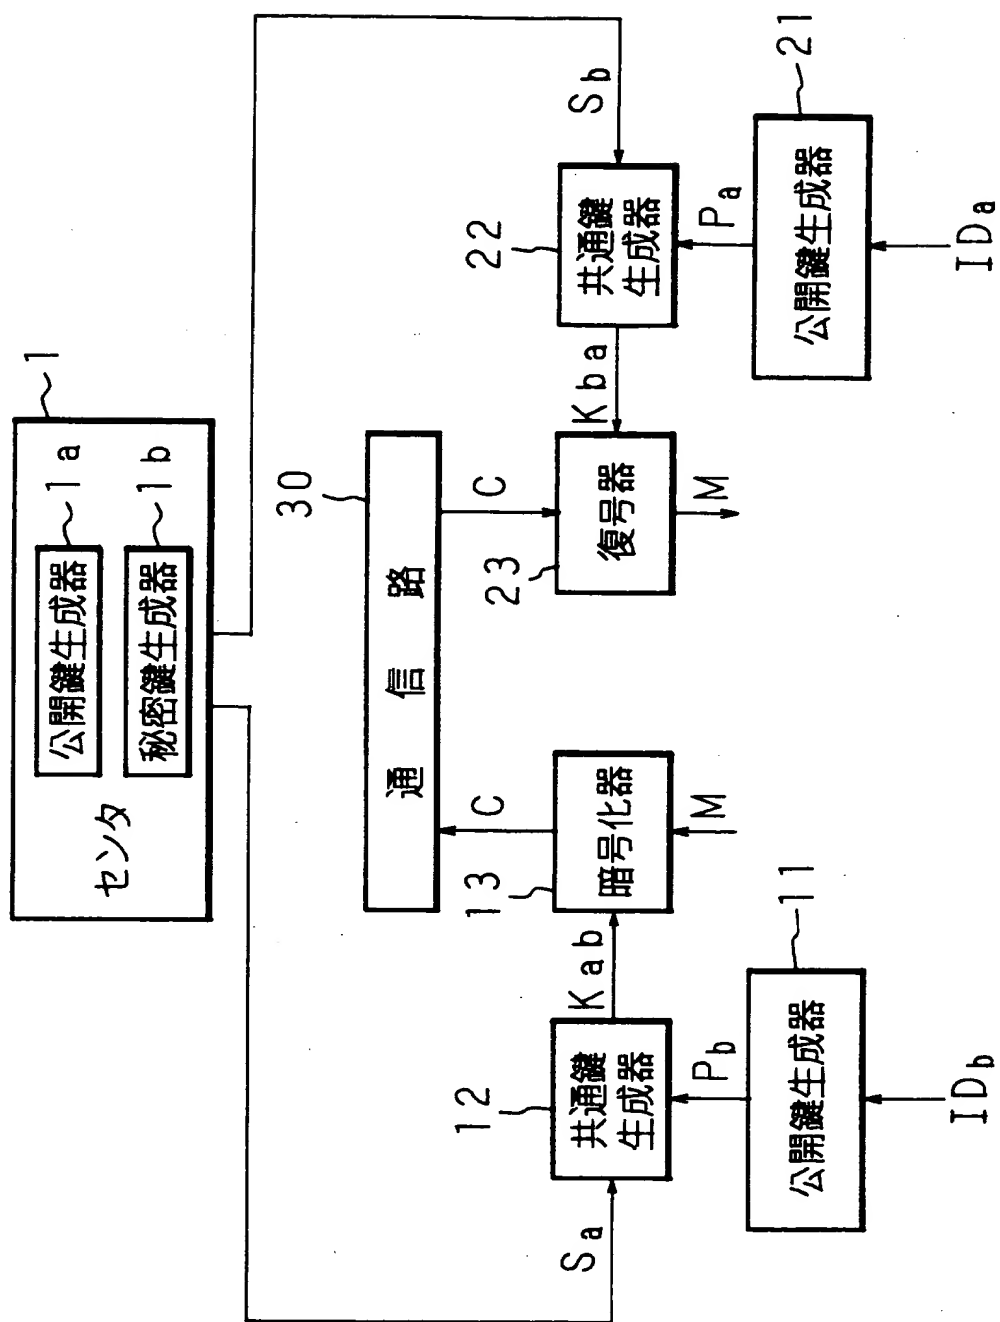 1
センタ
公開鍵生成器
1a
秘密鍵生成器
1b
30
通信路
C
C
13
暗号化器
M
23
復号器
M
Sa
12
共通鍵
生成器
Kab
Kba
22
共通鍵
生成器
Sb
Pb
11
公開鍵生成器
IDb
Pa
21
公開鍵生成器
IDa